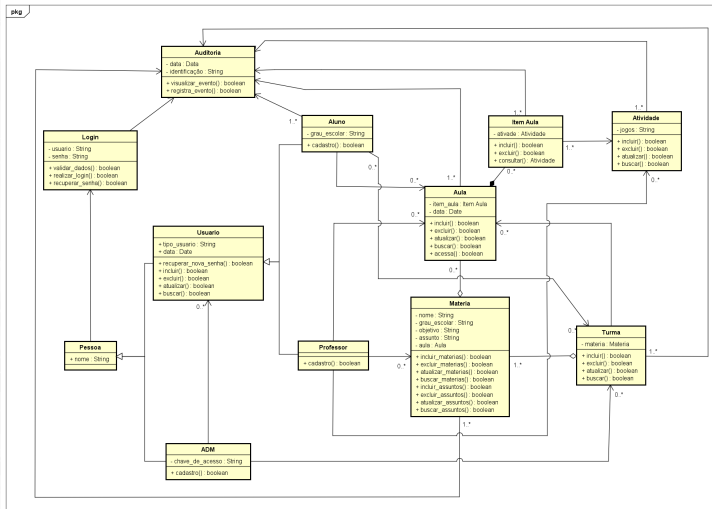 pkg
Auditoria
- data : Data
- identificação : String
+ visualizar_evento() : boolean
+ registra_evento() : boolean
Login
- usuario : String
- senha : String
+ validar_dados() : boolean
+ realizar_login() : boolean
+ recuperar_senha() : boolean
1..*
Aluno
- grau_escolar : String
+ cadastro() : boolean
0..*
0..*
1..*
1..*
Item Aula
- ativade : Atividade
+ incluir() : boolean
+ excluir() : boolean
+ consultar() : Atividade
1..*
0..*
1..*
Atividade
- jogos : String
+ incluir() : boolean
+ excluir() : boolean
+ atualizar() : boolean
+ buscar() : boolean
0..*
Aula
- item_aula : Item Aula
- data : Date
+ incluir() : boolean
+ excluir() : boolean
+ atualizar() : boolean
+ buscar() : boolean
+ acessa() : boolean
0..*
0..*
0..*
Usuario
+ tipo_usuario : String
+ data : Date
+ recuperar_nova_senha() : boolean
+ incluir() : boolean
+ excluir() : boolean
+ atualizar() : boolean
+ buscar() : boolean
0..*
Pessoa
+ nome : String
Professor
+ cadastro() : boolean
0..*
Materia
- nome : String
- grau_escolar : String
- objetivo : String
- assunto : String
- aula : Aula
+ incluir_materias() : boolean
+ excluir_materias() : boolean
+ atualizar_materias() : boolean
+ buscar_materias() : boolean
+ incluir_assuntos() : boolean
+ excluir_assuntos() : boolean
+ atualizar_assuntos() : boolean
+ buscar_assuntos() : boolean
1..*
1..*
0..*
Turma
- materia : Materia
+ incluir() : boolean
+ excluir() : boolean
+ atualizar() : boolean
+ buscar() : boolean
1..*
0..*
ADM
- chave_de_acesso : String
+ cadastro() : boolean